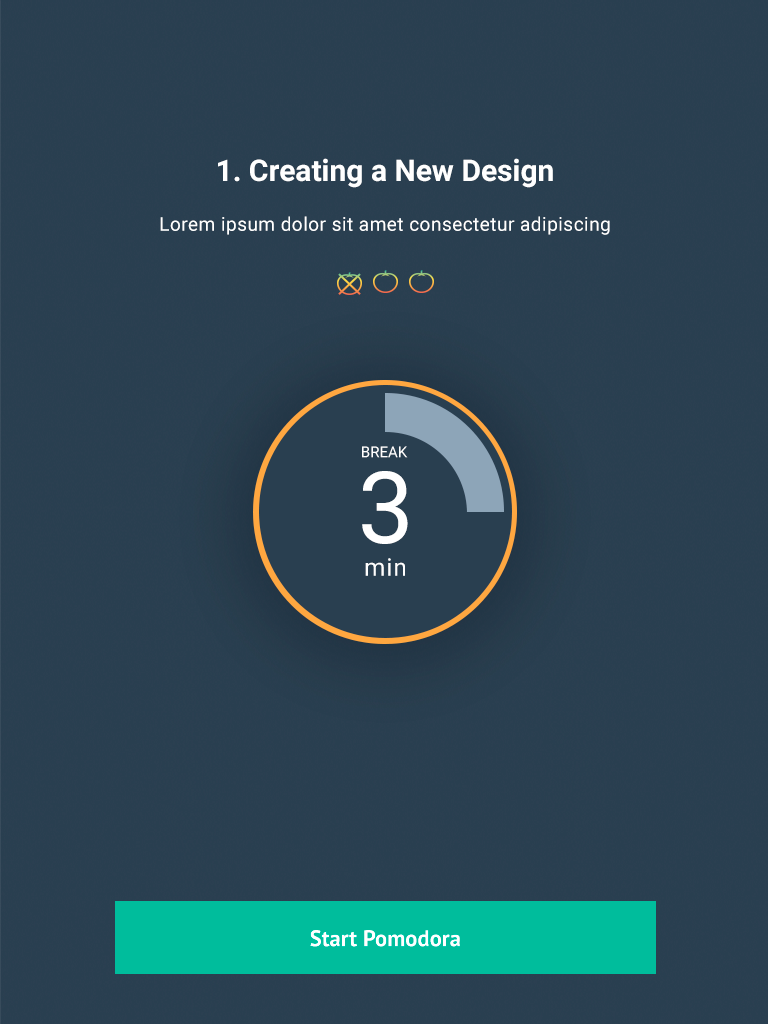 1. Creating a New Design
Lorem ipsum dolor sit amet consectetur adipiscing
BREAK
3
min
Start Pomodora